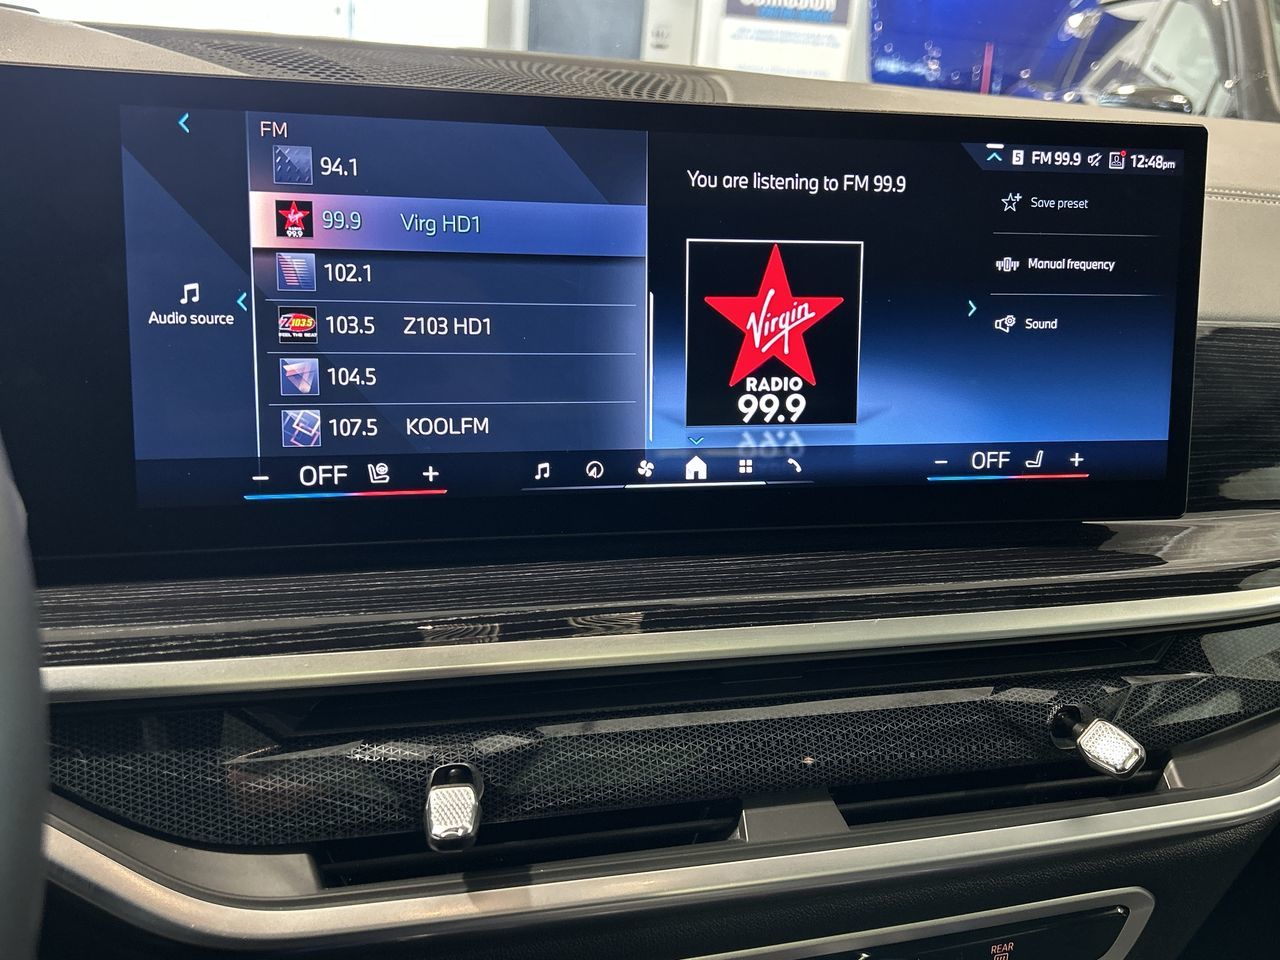 FM
94.1
99.9 Virg HD1
102.1
103.5 Z103 HD1
104.5
107.5 KOOLFM
Audio source
You are listening to FM 99.9
Virgin
RADIO
99.9
5 FM 99.9 12:48pm
Save preset
Manual frequency
Sound
- OFF +
- OFF +
REAR